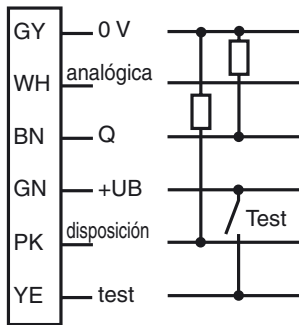 GY 0 V
WH analógica
BN Q
GN +UB
PK disposición
YE test
Test